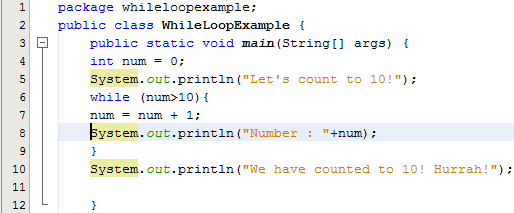 1 package whileloopexample;
2 public class WhileLoopExample {
3 public static void main(String[] args) {
4 int num = 0;
5 System.out.println("Let's count to 10!");
6 while (num>10){
7 num = num + 1;
8 System.out.println("Number : "+num);
9 }
10 System.out.println("We have counted to 10! Hurrah!");
11
12 }